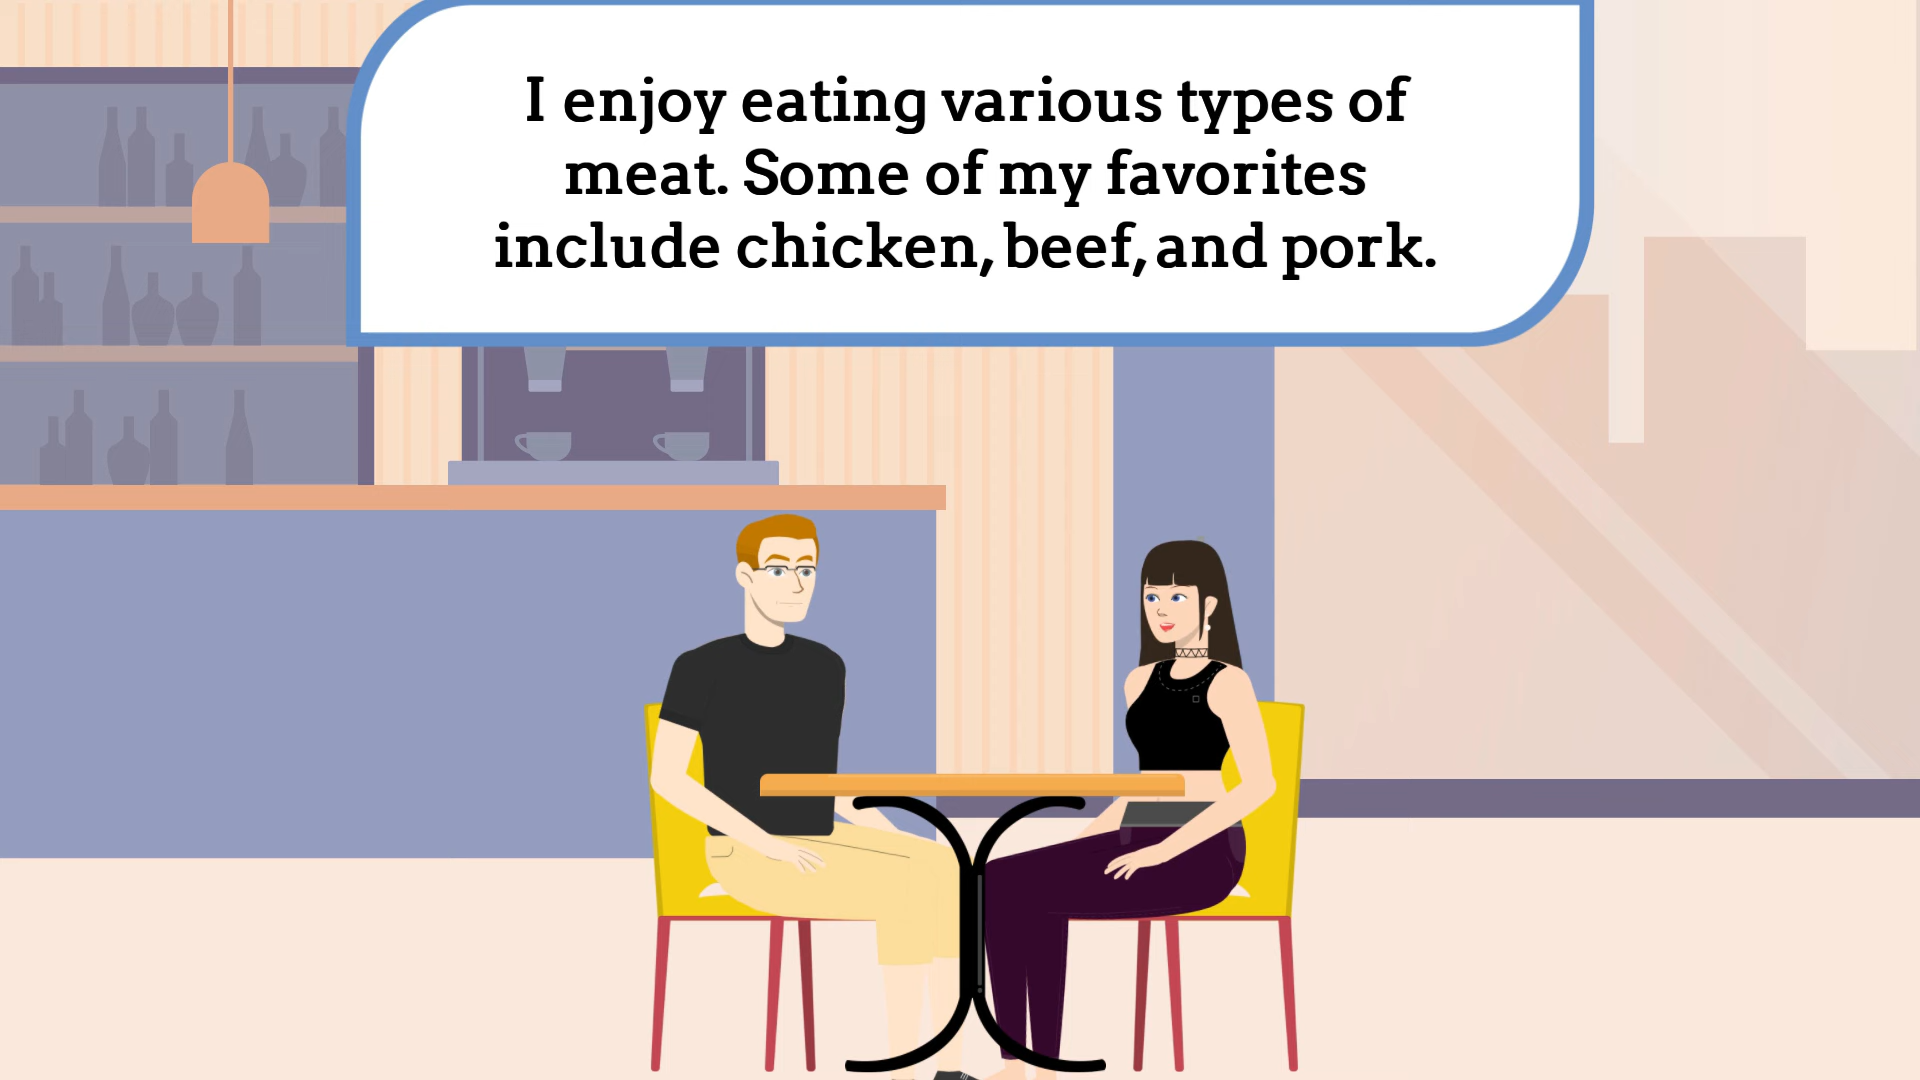 I enjoy eating various types of
meat. Some of my favorites
include chicken, beef, and pork.